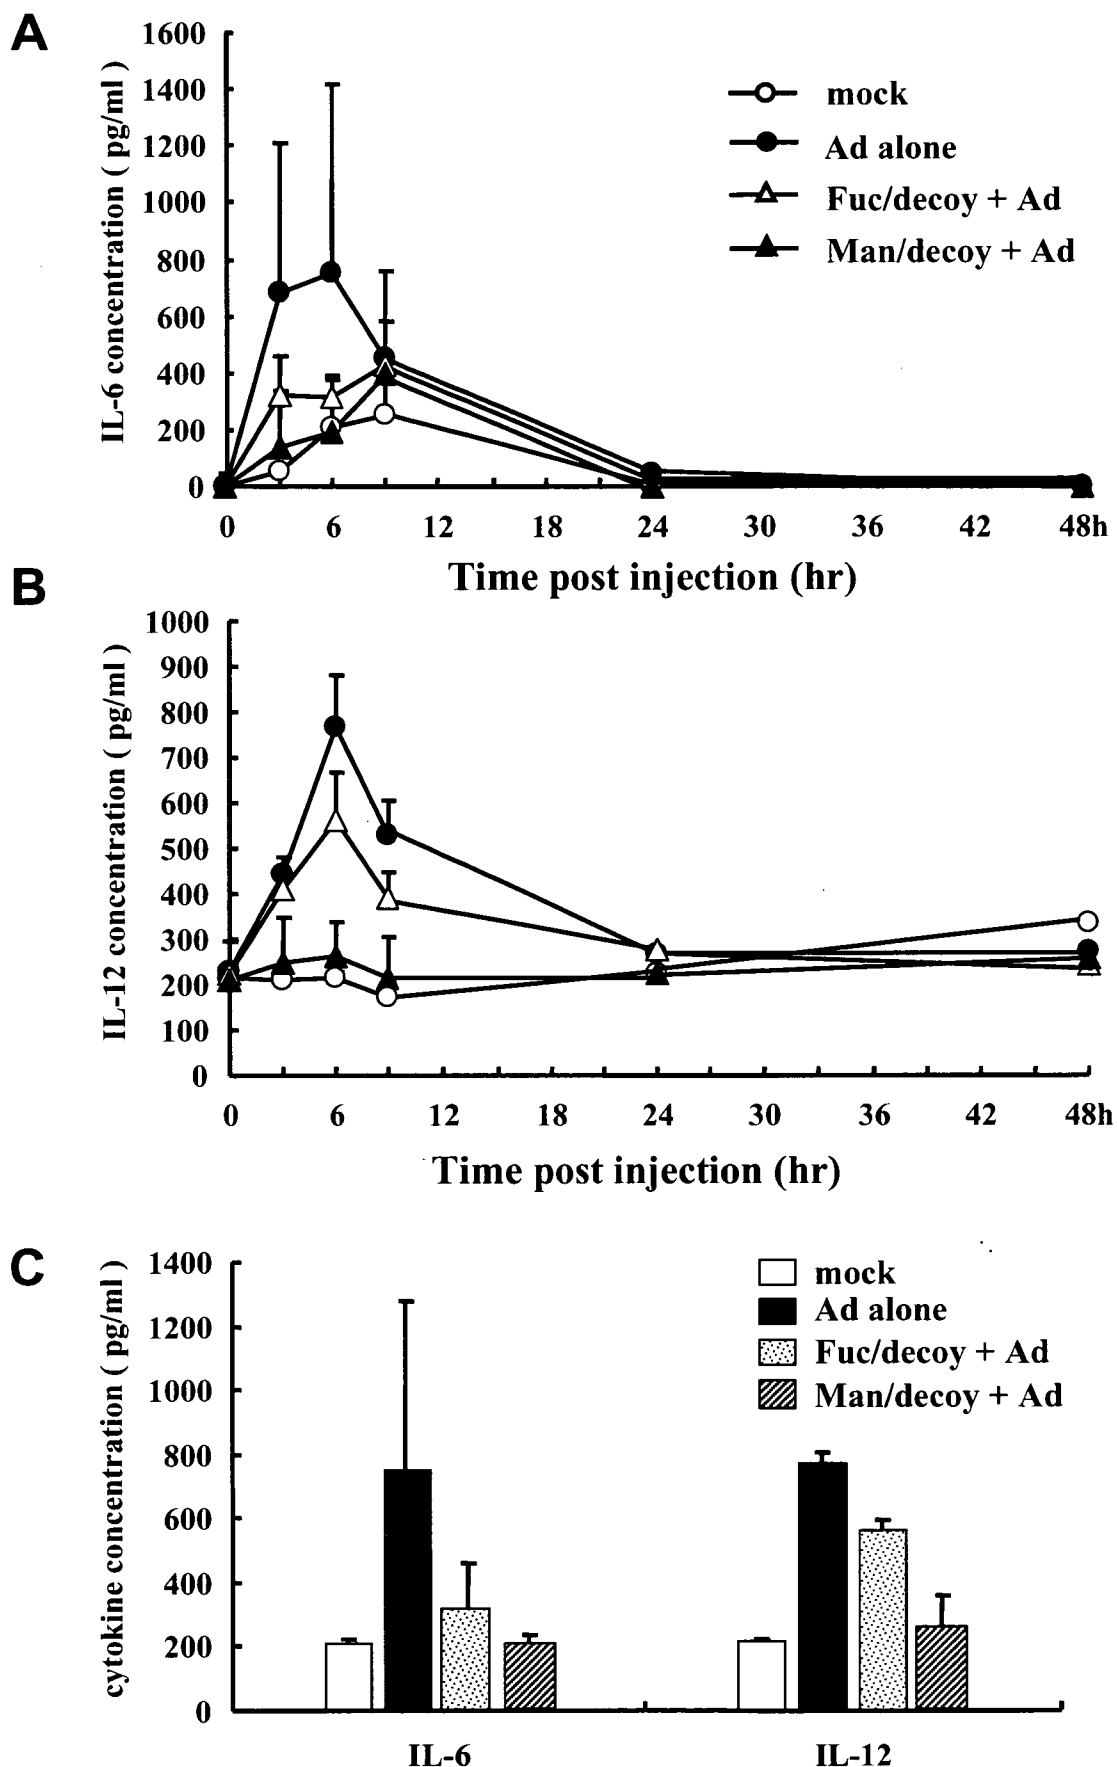 A
IL-6 concentration ( pg/ml )
1600
1400
1200
1000
800
600
400
200
0
mock
Ad alone
Fuc/decoy + Ad
Man/decoy + Ad
0 6 12 18 24 30 36 42 48h
Time post injection (hr)
B
IL-12 concentration ( pg/ml )
1000
900
800
700
600
500
400
300
200
100
0
0 6 12 18 24 30 36 42 48h
Time post injection (hr)
C
cytokine concentration ( pg/ml )
1400
1200
1000
800
600
400
200
0
mock
Ad alone
Fuc/decoy + Ad
Man/decoy + Ad
IL-6 IL-12